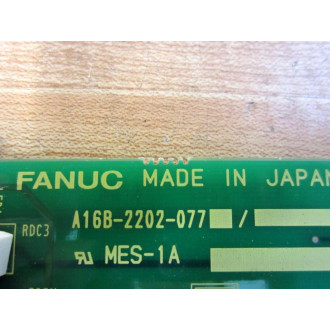 FANUC MADE IN JAPAN
A16B-2202-077 /
RDC3
MES-1A